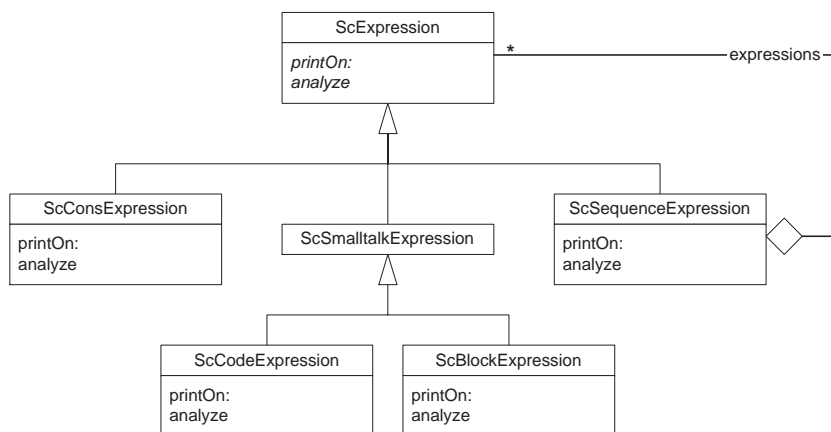 ScExpression
printOn:
analyze
*
expressions
ScConsExpression
printOn:
analyze
ScSmalltalkExpression
ScSequenceExpression
printOn:
analyze
ScCodeExpression
printOn:
analyze
ScBlockExpression
printOn:
analyze